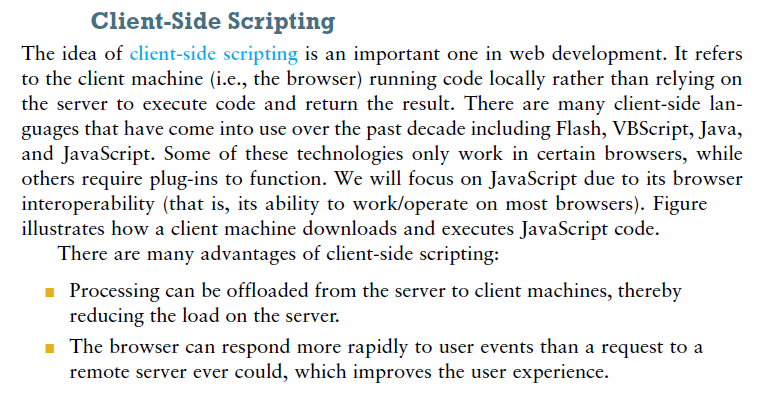 Client-Side Scripting
The idea of client-side scripting is an important one in web development. It refers
to the client machine (i.e., the browser) running code locally rather than relying on
the server to execute code and return the result. There are many client-side lan-
guages that have come into use over the past decade including Flash, VBScript, Java,
and JavaScript. Some of these technologies only work in certain browsers, while
others require plug-ins to function. We will focus on JavaScript due to its browser
interoperability (that is, its ability to work/operate on most browsers). Figure
illustrates how a client machine downloads and executes JavaScript code.
There are many advantages of client-side scripting:
■ Processing can be offloaded from the server to client machines, thereby
reducing the load on the server.
■ The browser can respond more rapidly to user events than a request to a
remote server ever could, which improves the user experience.